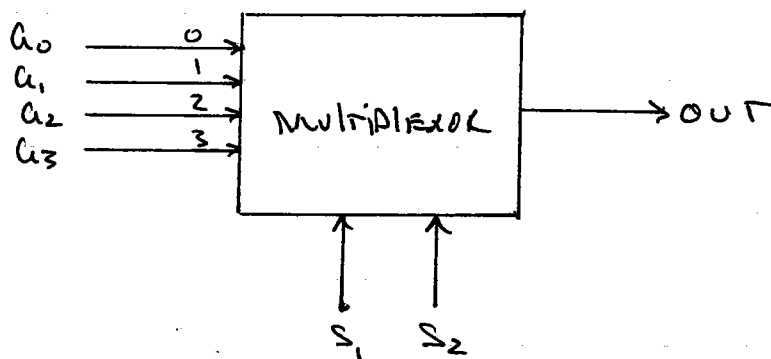 a0 0
a1 1
a2 2
a3 3
MULTIPLEXOR
OUT
S1 S2